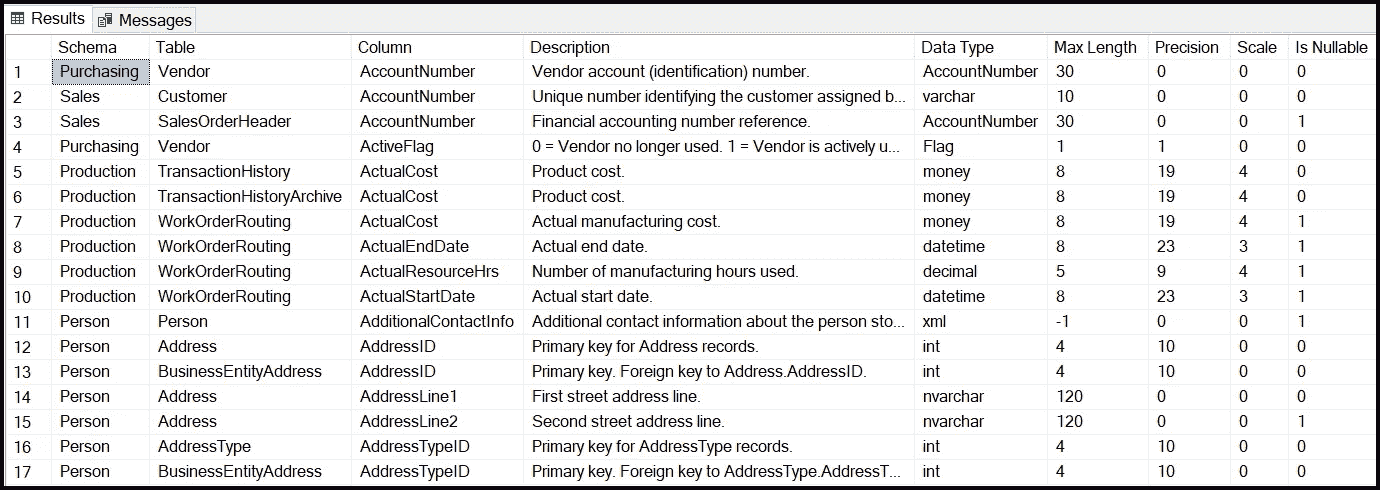 Results Messages
Schema Table Column Description Data Type Max Length Precision Scale Is Nullable
1 Purchasing Vendor AccountNumber Vendor account (identification) number. AccountNumber 30 0 0 0
2 Sales Customer AccountNumber Unique number identifying the customer assigned b... varchar 10 0 0 0
3 Sales SalesOrderHeader AccountNumber Financial accounting number reference. AccountNumber 30 0 0 1
4 Purchasing Vendor ActiveFlag 0 = Vendor no longer used. 1 = Vendor is actively u... Flag 1 1 0 0
5 Production TransactionHistory ActualCost Product cost. money 8 19 4 0
6 Production TransactionHistoryArchive ActualCost Product cost. money 8 19 4 0
7 Production WorkOrderRouting ActualCost Actual manufacturing cost. money 8 19 4 1
8 Production WorkOrderRouting ActualEndDate Actual end date. datetime 8 23 3 1
9 Production WorkOrderRouting ActualResourceHrs Number of manufacturing hours used. decimal 5 9 4 1
10 Production WorkOrderRouting ActualStartDate Actual start date. datetime 8 23 3 1
11 Person Person AdditionalContactInfo Additional contact information about the person sto... xml -1 0 0 1
12 Person Address AddressID Primary key for Address records. int 4 10 0 0
13 Person BusinessEntityAddress AddressID Primary key. Foreign key to Address.AddressID. int 4 10 0 0
14 Person Address AddressLine1 First street address line. nvarchar 120 0 0 0
15 Person Address AddressLine2 Second street address line. nvarchar 120 0 0 1
16 Person AddressType AddressTypeID Primary key for AddressType records. int 4 10 0 0
17 Person BusinessEntityAddress AddressTypeID Primary key. Foreign key to AddressType.AddressT... int 4 10 0 0